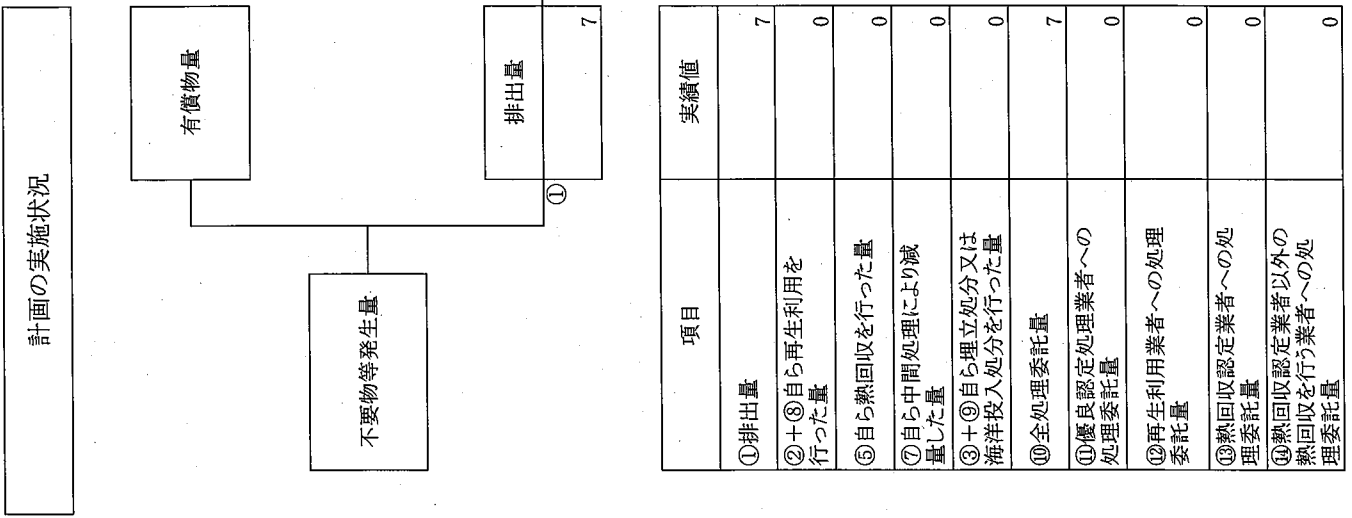 計画の実施状況
有償物量
不要物等発生量
排出量
①
7
項目 実績値
①排出量 7
②+⑧自ら再生利用を
行った量 0
⑤自ら熱回収を行った量 0
⑦自ら中間処理により減
量した量 0
③+⑨自ら埋立処分又は
海洋投入処分を行った量 0
⑩全処理委託量 7
⑪優良認定処理業者への
処理委託量 0
⑫再生利用業者への処理
委託量 0
⑬熱回収認定業者への処
理委託量 0
⑭熱回収認定業者以外の
熱回収を行う業者への処
理委託量 0